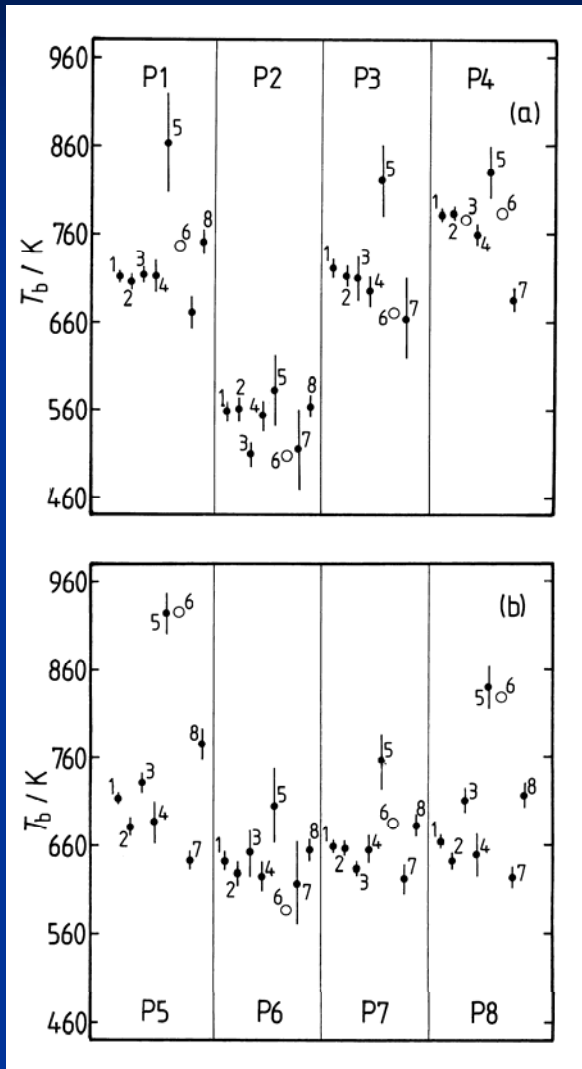 960
P1 P2 P3 P4
(a)
860
5 5 5
760
3 6 8 1 2 3 4 6
1 2 4 1 2 3 4 7
T_b / K
660
6 7
560
1 2 4 5 8
3 6 7
460
960
(b)
5 6
860
5 6
8
760
5
1 3 3 8
T_b / K
2 4 1 3 8 1 2 4 6 8 1
660
7 2 4 7 3 7 2 4 7
6
560
460
P5 P6 P7 P8